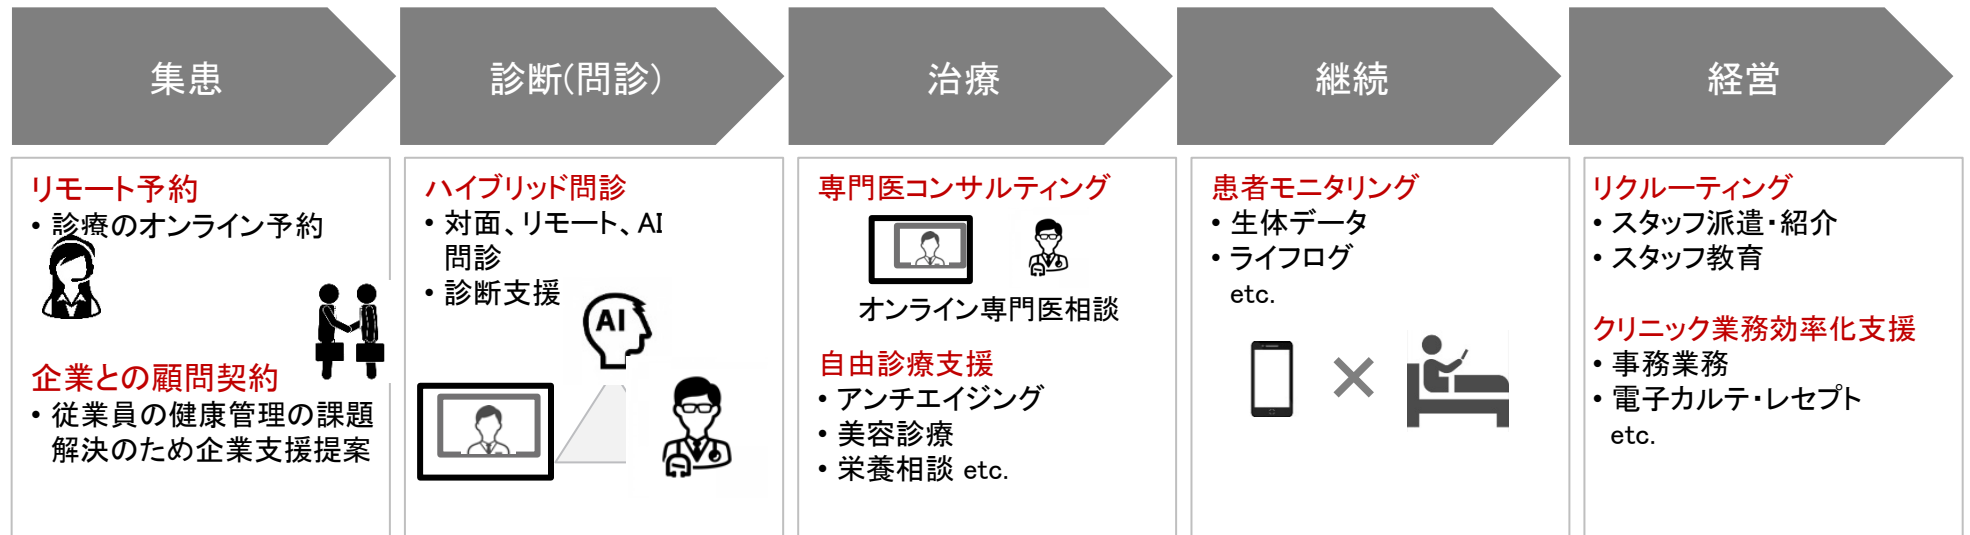 集患
診断(問診)
治療
継続
経営
リモート予約
• 診療のオンライン予約
企業との顧問契約
• 従業員の健康管理の課題
解決のため企業支援提案
ハイブリッド問診
• 対面、リモート、AI
問診
• 診断支援
AI
専門医コンサルティング
オンライン専門医相談
自由診療支援
• アンチエイジング
• 美容診療
• 栄養相談 etc.
患者モニタリング
• 生体データ
• ライフログ
etc.
リクルーティング
• スタッフ派遣・紹介
• スタッフ教育
クリニック業務効率化支援
• 事務業務
• 電子カルテ・レセプト
etc.